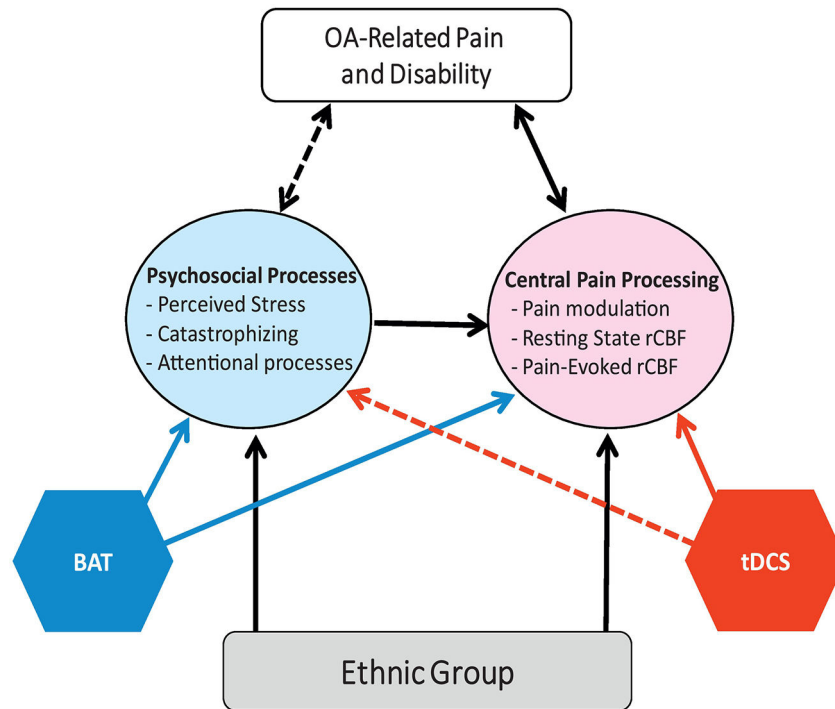 OA-Related Pain
and Disability
Psychosocial Processes
- Perceived Stress
- Catastrophizing
- Attentional processes
Central Pain Processing
- Pain modulation
- Resting State rCBF
- Pain-Evoked rCBF
BAT
tDCS
Ethnic Group